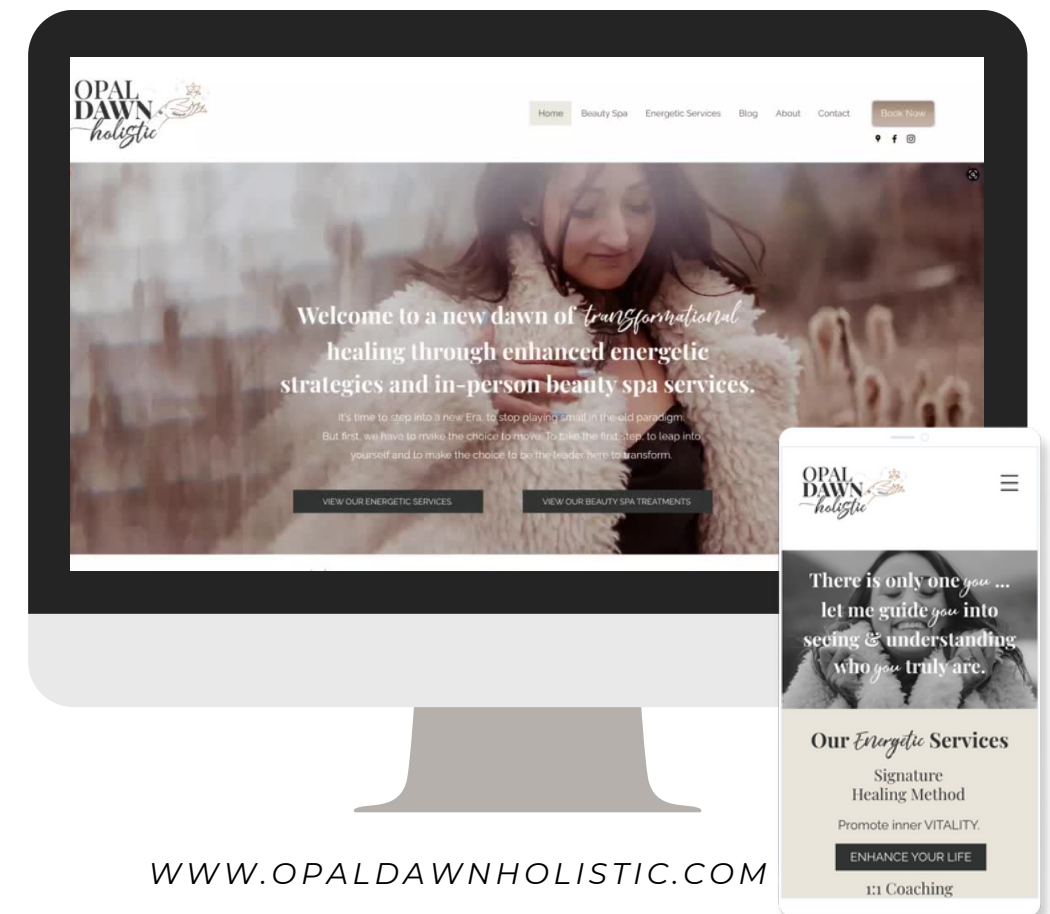 OPAL
DAWN
holistic
Home Beauty Spa Energetic Services Blog About Contact Book Now
Welcome to a new dawn of transformational
healing through enhanced energetic
strategies and in-person beauty spa services.
It's time to step into a new Era, to stop playing small in the old paradigm.
But first, we have to make the choice to move. To take the first step, to leap into
yourself and to make the choice to be the leader here to transform.
VIEW OUR ENERGETIC SERVICES VIEW OUR BEAUTY SPA TREATMENTS
OPAL
DAWN
holistic
There is only one you ...
let me guide you into
seeing & understanding
who you truly are.
Our Energetic Services
Signature
Healing Method
Promote inner VITALITY.
ENHANCE YOUR LIFE
1:1 Coaching
WWW.OPALDAWNHOLISTIC.COM